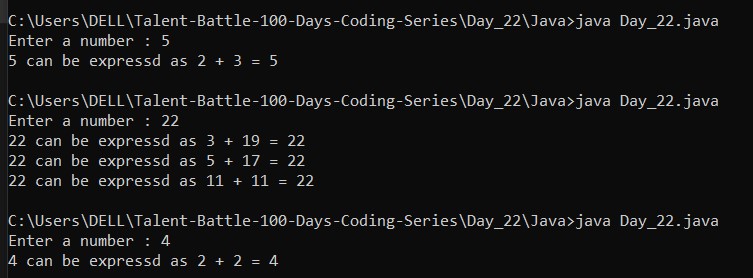 C:\Users\DELL\Talent-Battle-100-Days-Coding-Series\Day_22\Java>java Day_22.java
Enter a number : 5
5 can be expressd as 2 + 3 = 5
C:\Users\DELL\Talent-Battle-100-Days-Coding-Series\Day_22\Java>java Day_22.java
Enter a number : 22
22 can be expressd as 3 + 19 = 22
22 can be expressd as 5 + 17 = 22
22 can be expressd as 11 + 11 = 22
C:\Users\DELL\Talent-Battle-100-Days-Coding-Series\Day_22\Java>java Day_22.java
Enter a number : 4
4 can be expressd as 2 + 2 = 4